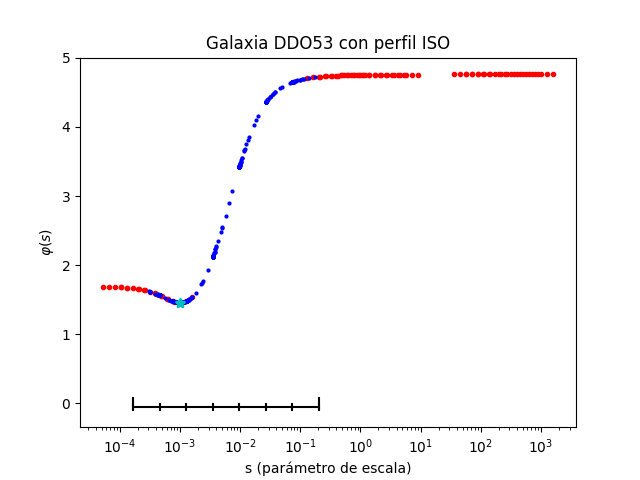 Galaxia DDO53 con perfil ISO
5
4
3
2
1
0
φ(s)
10⁻⁴ 10⁻³ 10⁻² 10⁻¹ 10⁰ 10¹ 10² 10³
s (parámetro de escala)